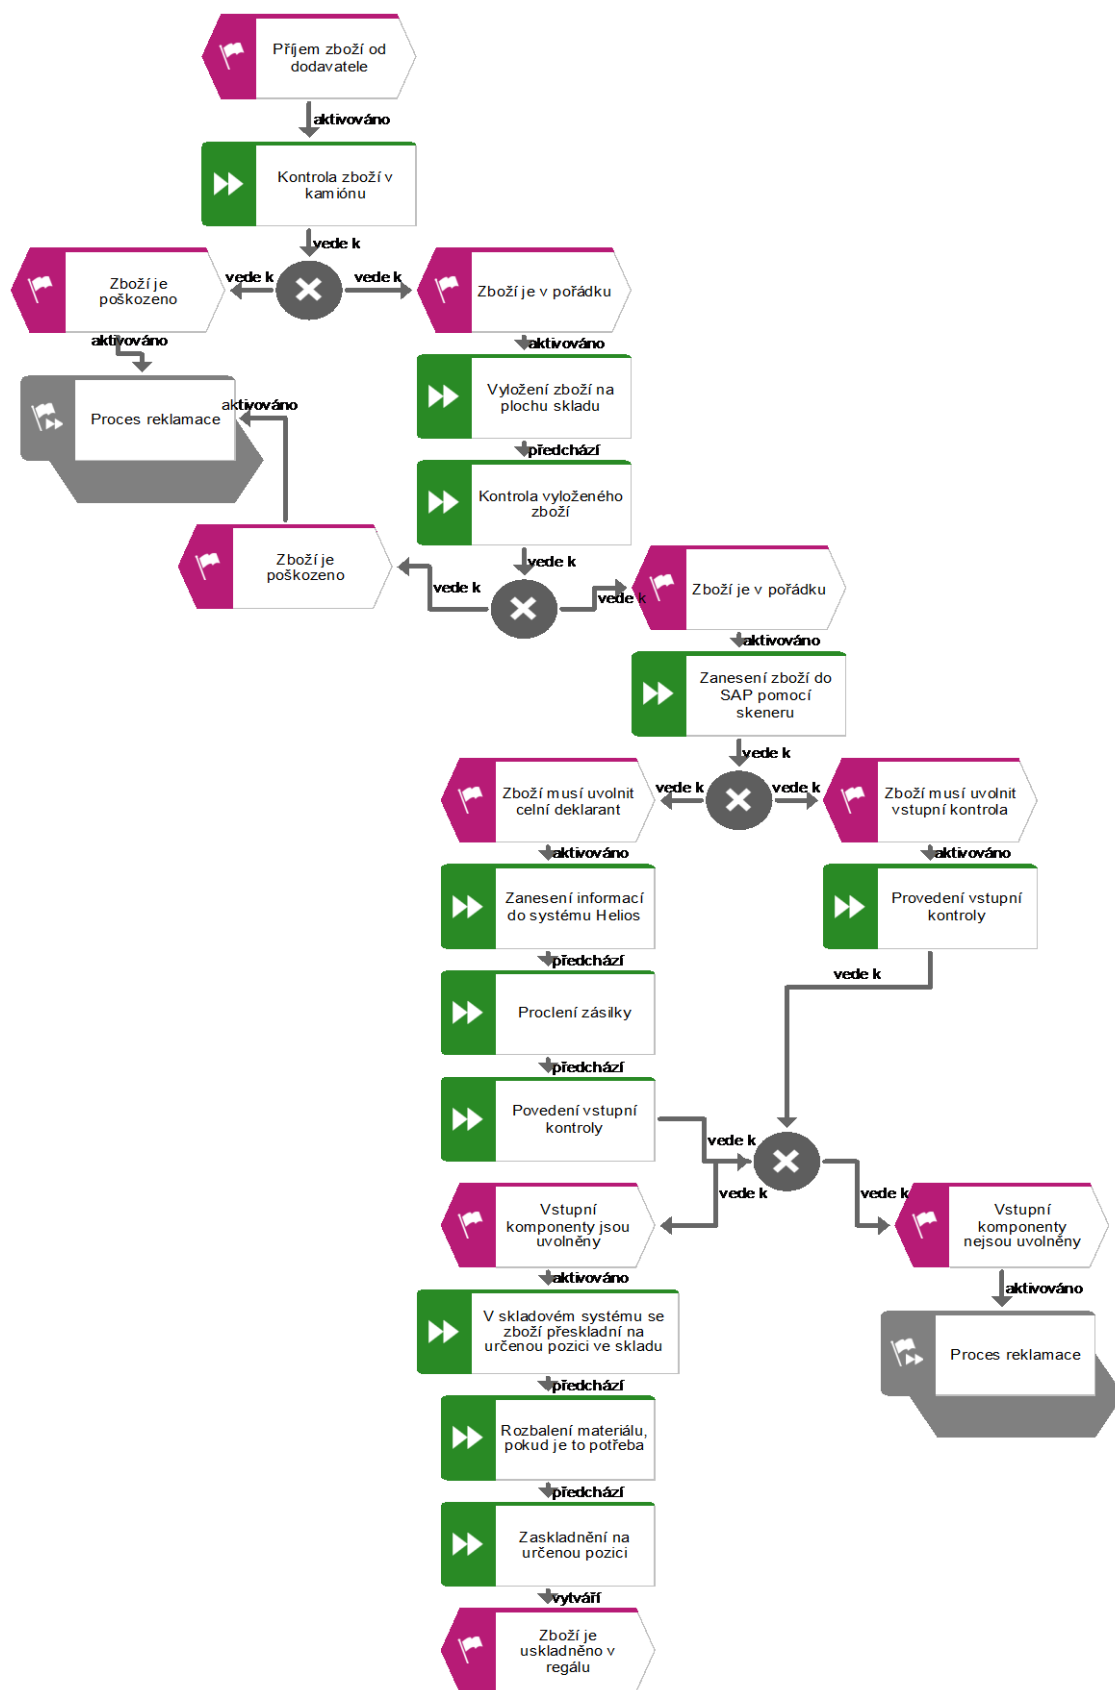 Příjem zboží od
dodavatele
aktivováno
Kontrola zboží v
kamiónu
vede k
vede k
vede k
Zboží je
poškozeno
Zboží je v pořádku
aktivováno
aktivováno
Proces reklamace
aktivováno
Vyložení zboží na
plochu skladu
předchází
Kontrola vyloženého
zboží
vede k
Zboží je
poškozeno
vede k
vede k
Zboží je v pořádku
aktivováno
Zanesení zboží do
SAP pomocí
skeneru
vede k
Zboží musí uvolnit
celní deklarant
vede k
vede k
Zboží musí uvolnit
vstupní kontrola
aktivováno
aktivováno
Zanesení informací
do systému Helios
Provedení vstupní
kontroly
předchází
vede k
Proclení zásilky
předchází
Povedení vstupní
kontroly
vede k
vede k
vede k
Vstupní
komponenty jsou
uvolněny
Vstupní
komponenty
nejsou uvolněny
aktivováno
aktivováno
V skladovém systému se
zboží přeskladní na
určenou pozici ve skladu
Proces reklamace
předchází
Rozbalení materiálu,
pokud je to potřeba
předchází
Zaskladnění na
určenou pozici
vytváří
Zboží je
uskladněno v
regálu